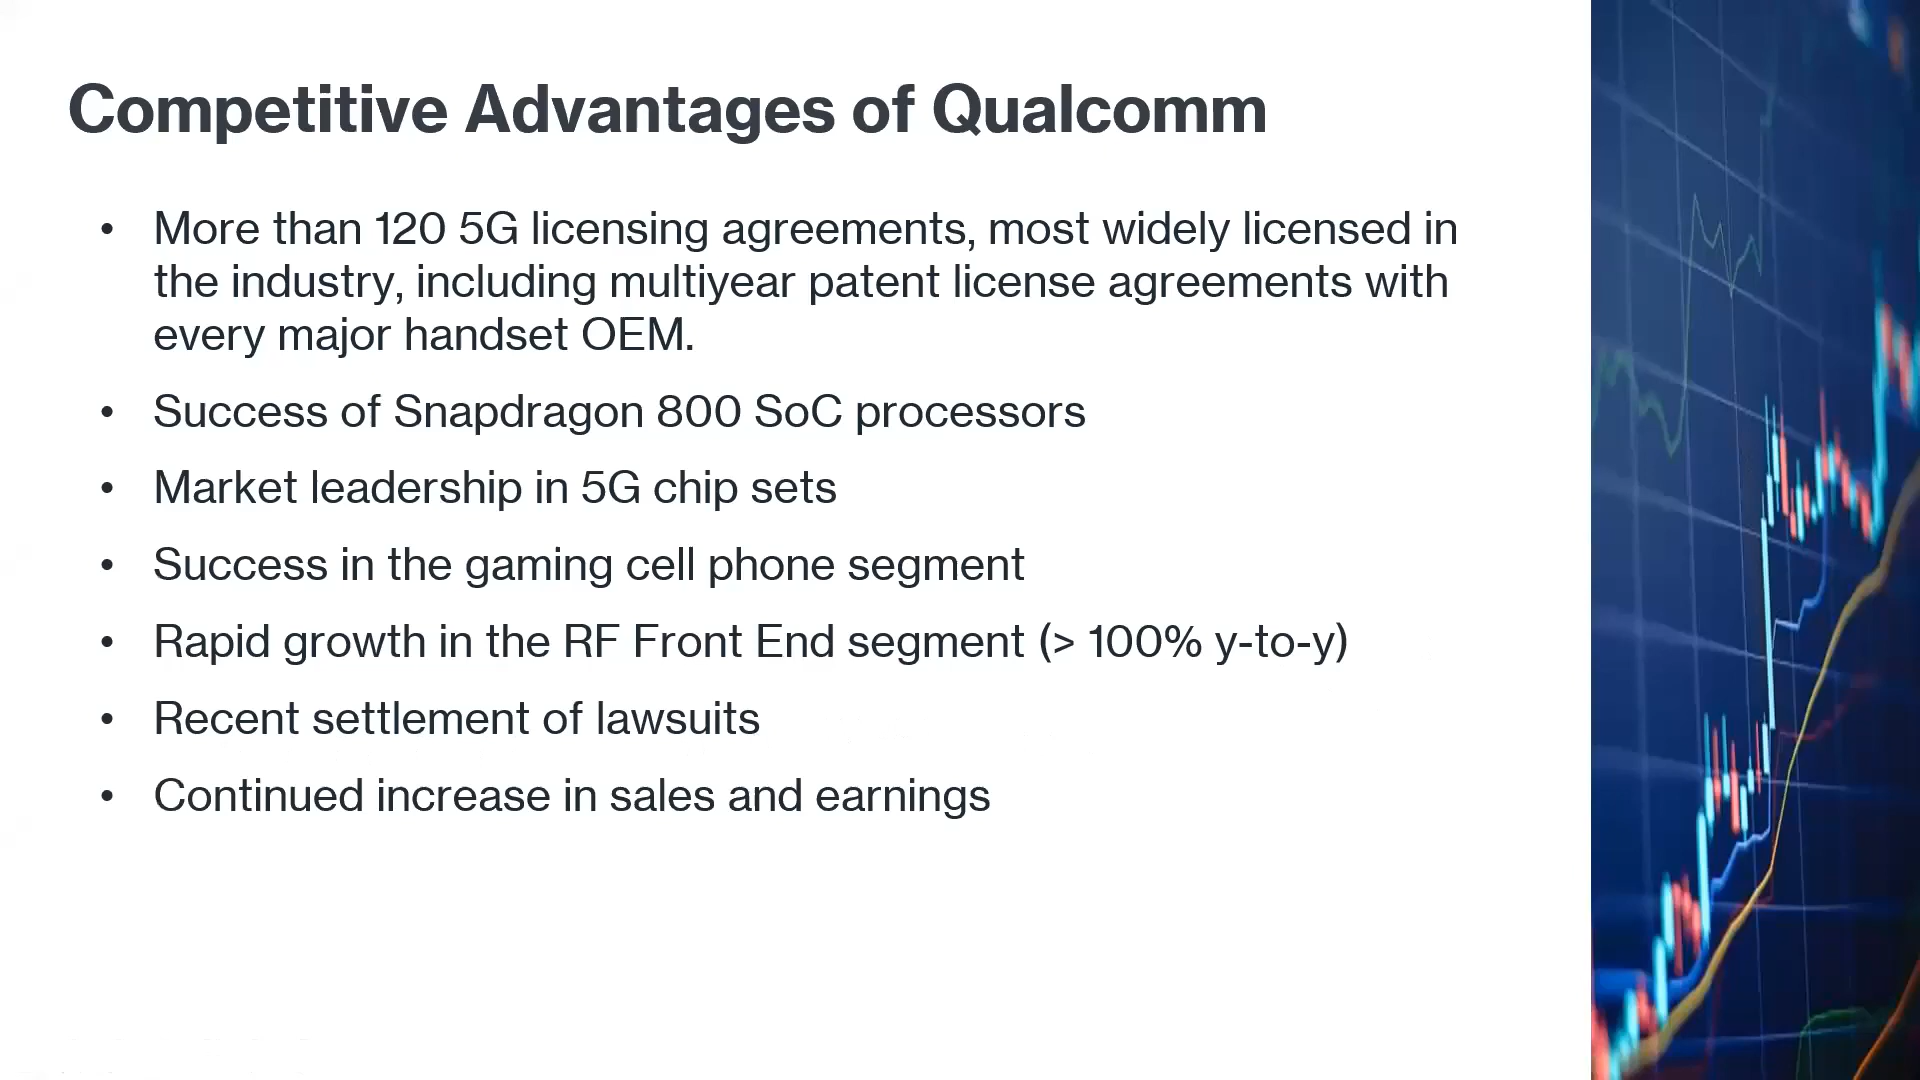 Competitive Advantages of Qualcomm
• More than 120 5G licensing agreements, most widely licensed in
the industry, including multiyear patent license agreements with
every major handset OEM.
• Success of Snapdragon 800 SoC processors
• Market leadership in 5G chip sets
• Success in the gaming cell phone segment
• Rapid growth in the RF Front End segment (> 100% y-to-y)
• Recent settlement of lawsuits
• Continued increase in sales and earnings